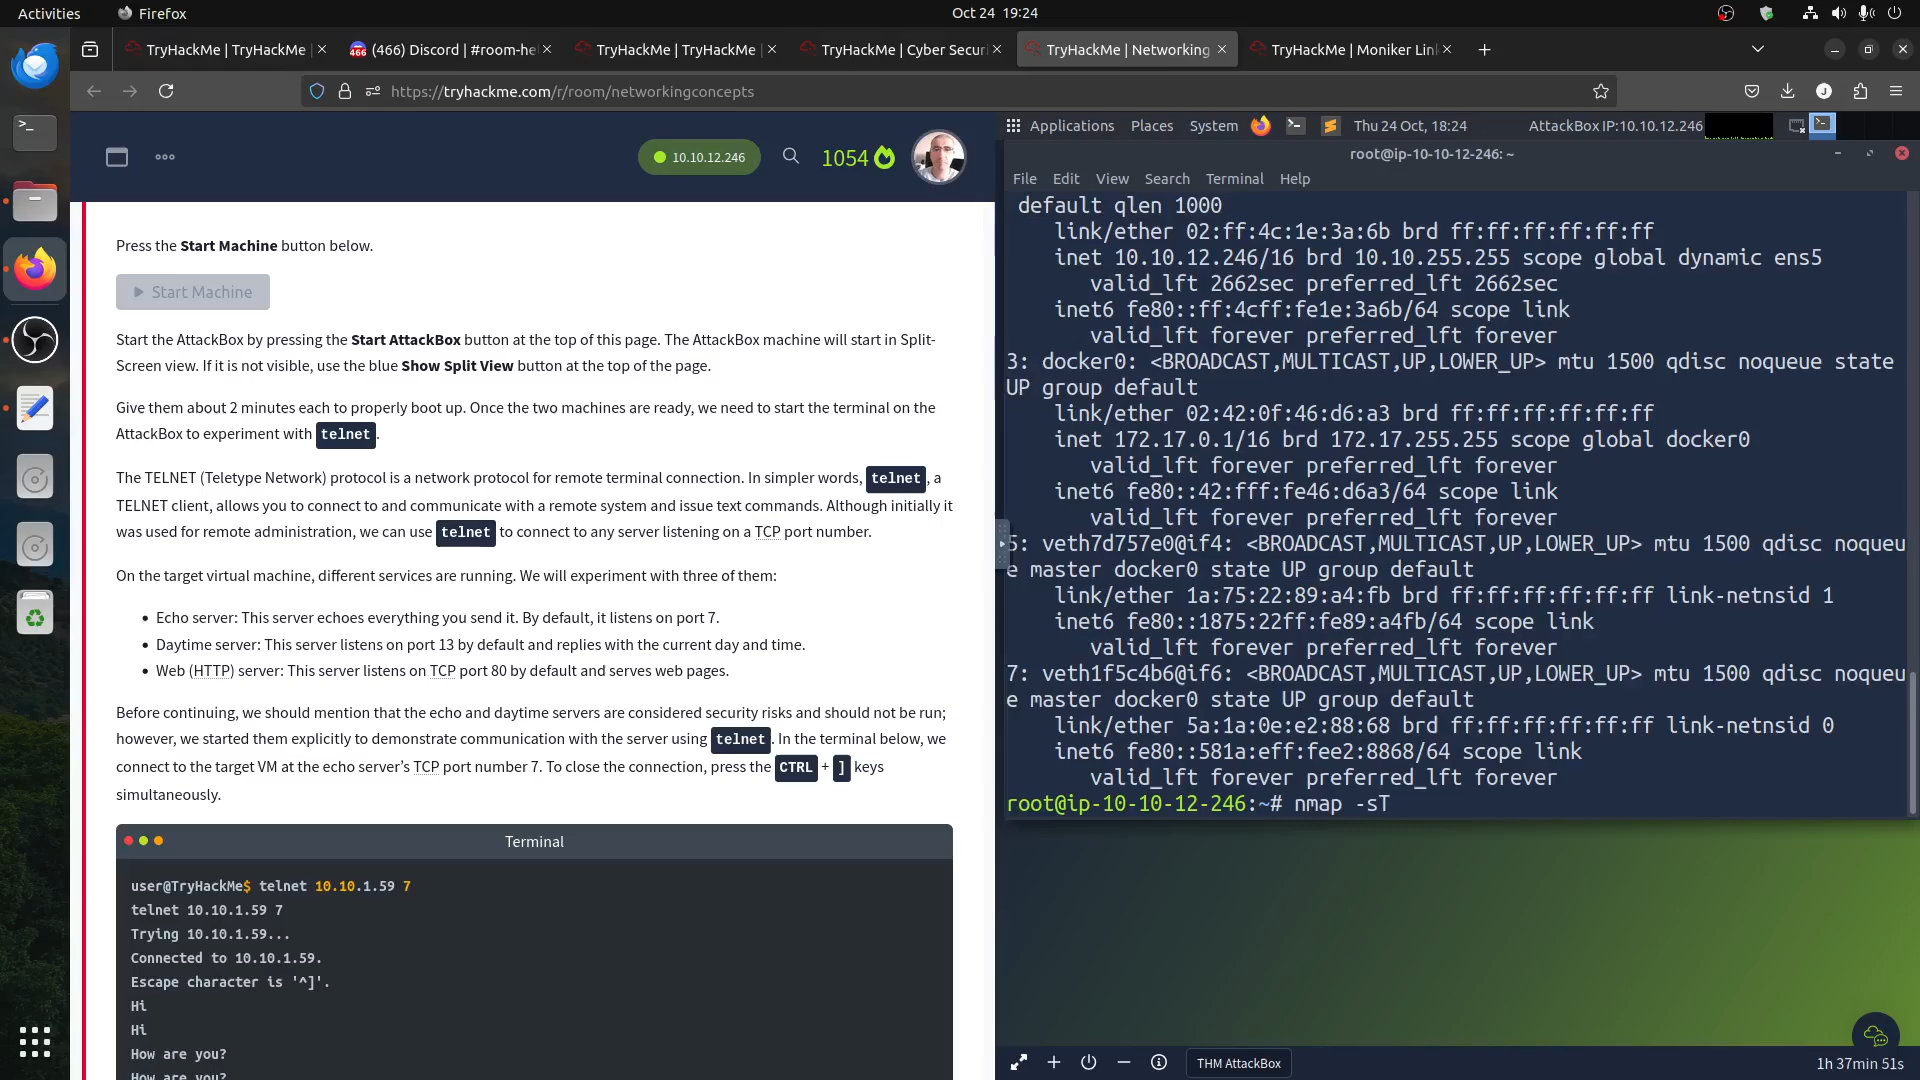 Activities
Firefox
Oct 24 19:24
TryHackMe | TryHackMe
(466) Discord | #room-hel
TryHackMe | TryHackMe
TryHackMe | Cyber Securi
TryHackMe | Networking
TryHackMe | Moniker Link
https://tryhackme.com/r/room/networkingconcepts
10.10.12.246
1054
Press the Start Machine button below.
Start Machine
Start the AttackBox by pressing the Start AttackBox button at the top of this page. The AttackBox machine will start in Split-
Screen view. If it is not visible, use the blue Show Split View button at the top of the page.
Give them about 2 minutes each to properly boot up. Once the two machines are ready, we need to start the terminal on the
AttackBox to experiment with telnet.
The TELNET (Teletype Network) protocol is a network protocol for remote terminal connection. In simpler words, telnet, a
TELNET client, allows you to connect to and communicate with a remote system and issue text commands. Although initially it
was used for remote administration, we can use telnet to connect to any server listening on a TCP port number.
On the target virtual machine, different services are running. We will experiment with three of them:
• Echo server: This server echoes everything you send it. By default, it listens on port 7.
• Daytime server: This server listens on port 13 by default and replies with the current day and time.
• Web (HTTP) server: This server listens on TCP port 80 by default and serves web pages.
Before continuing, we should mention that the echo and daytime servers are considered security risks and should not be run;
however, we started them explicitly to demonstrate communication with the server using telnet. In the terminal below, we
connect to the target VM at the echo server’s TCP port number 7. To close the connection, press the CTRL + ] keys
simultaneously.
Terminal
user@TryHackMe$ telnet 10.10.1.59 7
telnet 10.10.1.59 7
Trying 10.10.1.59...
Connected to 10.10.1.59.
Escape character is '^]'.
Hi
Hi
How are you?
How are you?
Applications Places System Thu 24 Oct, 18:24 AttackBox IP:10.10.12.246
root@ip-10-10-12-246: ~
File Edit View Search Terminal Help
default qlen 1000
link/ether 02:ff:4c:1e:3a:6b brd ff:ff:ff:ff:ff:ff
inet 10.10.12.246/16 brd 10.10.255.255 scope global dynamic ens5
valid_lft 2662sec preferred_lft 2662sec
inet6 fe80::ff:4cff:fe1e:3a6b/64 scope link
valid_lft forever preferred_lft forever
3: docker0: <BROADCAST,MULTICAST,UP,LOWER_UP> mtu 1500 qdisc noqueue state
UP group default
link/ether 02:42:0f:46:d6:a3 brd ff:ff:ff:ff:ff:ff
inet 172.17.0.1/16 brd 172.17.255.255 scope global docker0
valid_lft forever preferred_lft forever
inet6 fe80::42:fff:fe46:d6a3/64 scope link
valid_lft forever preferred_lft forever
5: veth7d757e0@if4: <BROADCAST,MULTICAST,UP,LOWER_UP> mtu 1500 qdisc noqueu
e master docker0 state UP group default
link/ether 1a:75:22:89:a4:fb brd ff:ff:ff:ff:ff:ff link-netnsid 1
inet6 fe80::1875:22ff:fe89:a4fb/64 scope link
valid_lft forever preferred_lft forever
7: veth1f5c4b6@if6: <BROADCAST,MULTICAST,UP,LOWER_UP> mtu 1500 qdisc noqueu
e master docker0 state UP group default
link/ether 5a:1a:0e:e2:88:68 brd ff:ff:ff:ff:ff:ff link-netnsid 0
inet6 fe80::581a:eff:fee2:8868/64 scope link
valid_lft forever preferred_lft forever
root@ip-10-10-12-246:~# nmap -sT
THM AttackBox
1h 37min 51s